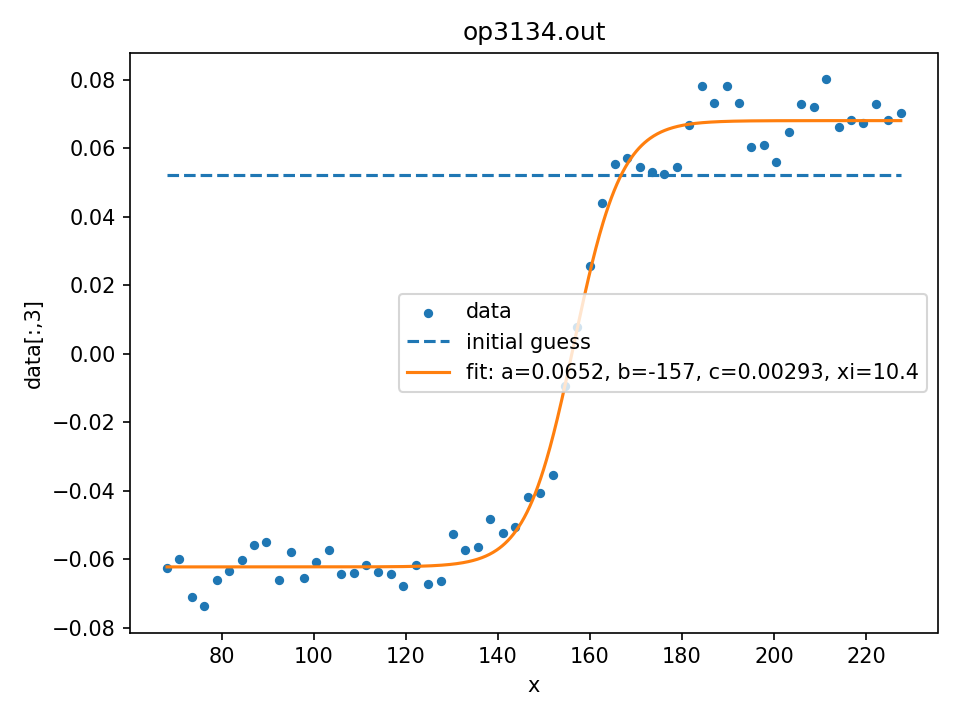 op3134.out
0.08
0.06
0.04
0.02
0.00
−0.02
−0.04
−0.06
−0.08
data[:,3]
data
initial guess
fit: a=0.0652, b=-157, c=0.00293, xi=10.4
80 100 120 140 160 180 200 220
x